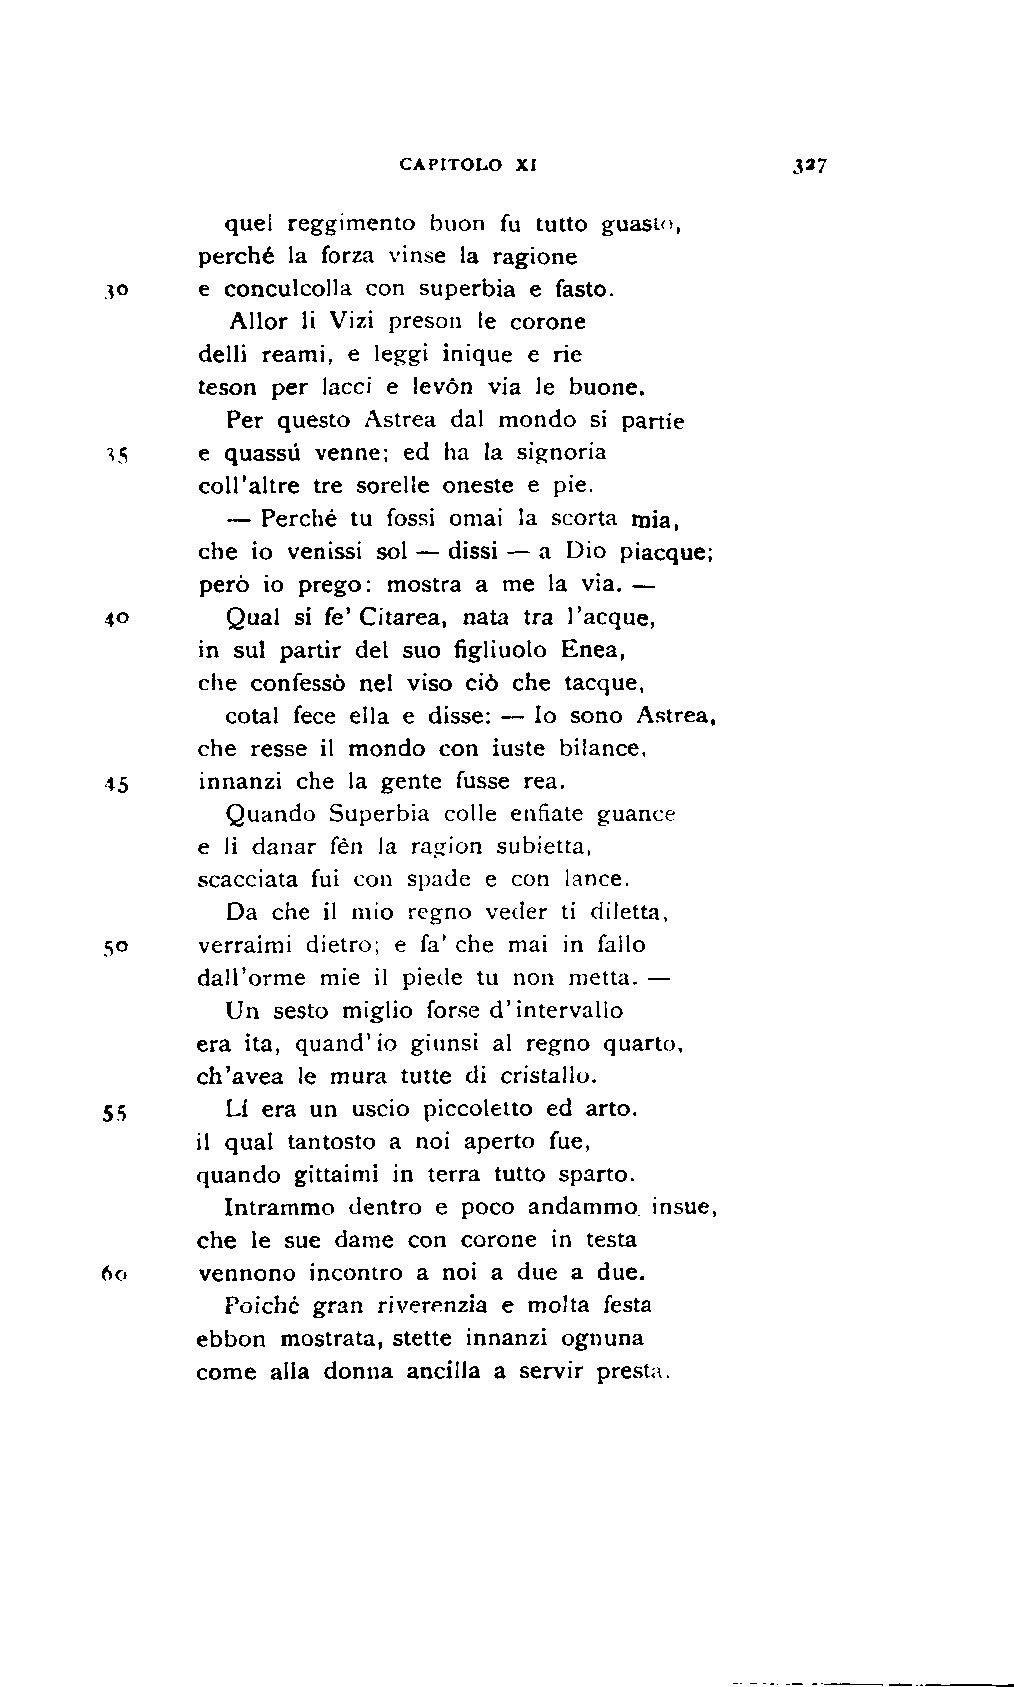 CAPITOLO XI 327
quel reggimento buon fu tutto guasto,
perché la forza vinse la ragione
30 e conculcolla con superbia e fasto.
Allor li Vizi preson le corone
delli reami, e leggi inique e rie
teson per lacci e levôn via le buone.
Per questo Astrea dal mondo si partíe
35 e quassú venne; ed ha la signoria
coll'altre tre sorelle oneste e pie.
— Perché tu fossi omai la scorta mia,
che io venissi sol — dissi — a Dio piacque;
però io prego: mostra a me la via. —
40 Qual si fe' Citarea, nata tra l'acque,
in sul partir del suo figliuolo Enea,
che confessò nel viso ciò che tacque,
cotal fece ella e disse: — Io sono Astrea,
che resse il mondo con iuste bilance,
45 innanzi che la gente fusse rea.
Quando Superbia colle enfiate guance
e li danar fên la ragion subietta,
scacciata fui con spade e con lance.
Da che il mio regno veder ti diletta,
50 verraimi dietro; e fa' che mai in fallo
dall'orme mie il piede tu non metta. —
Un sesto miglio forse d'intervallo
era ita, quand'io giunsi al regno quarto,
ch'avea le mura tutte di cristallo.
55 Lí era un uscio piccoletto ed arto.
il qual tantosto a noi aperto fue,
quando gittaimi in terra tutto sparto.
Intrammo dentro e poco andammo insue,
che le sue dame con corone in testa
60 vennono incontro a noi a due a due.
Poiché gran riverenzia e molta festa
ebbon mostrata, stette innanzi ognuna
come alla donna ancilla a servir presta.